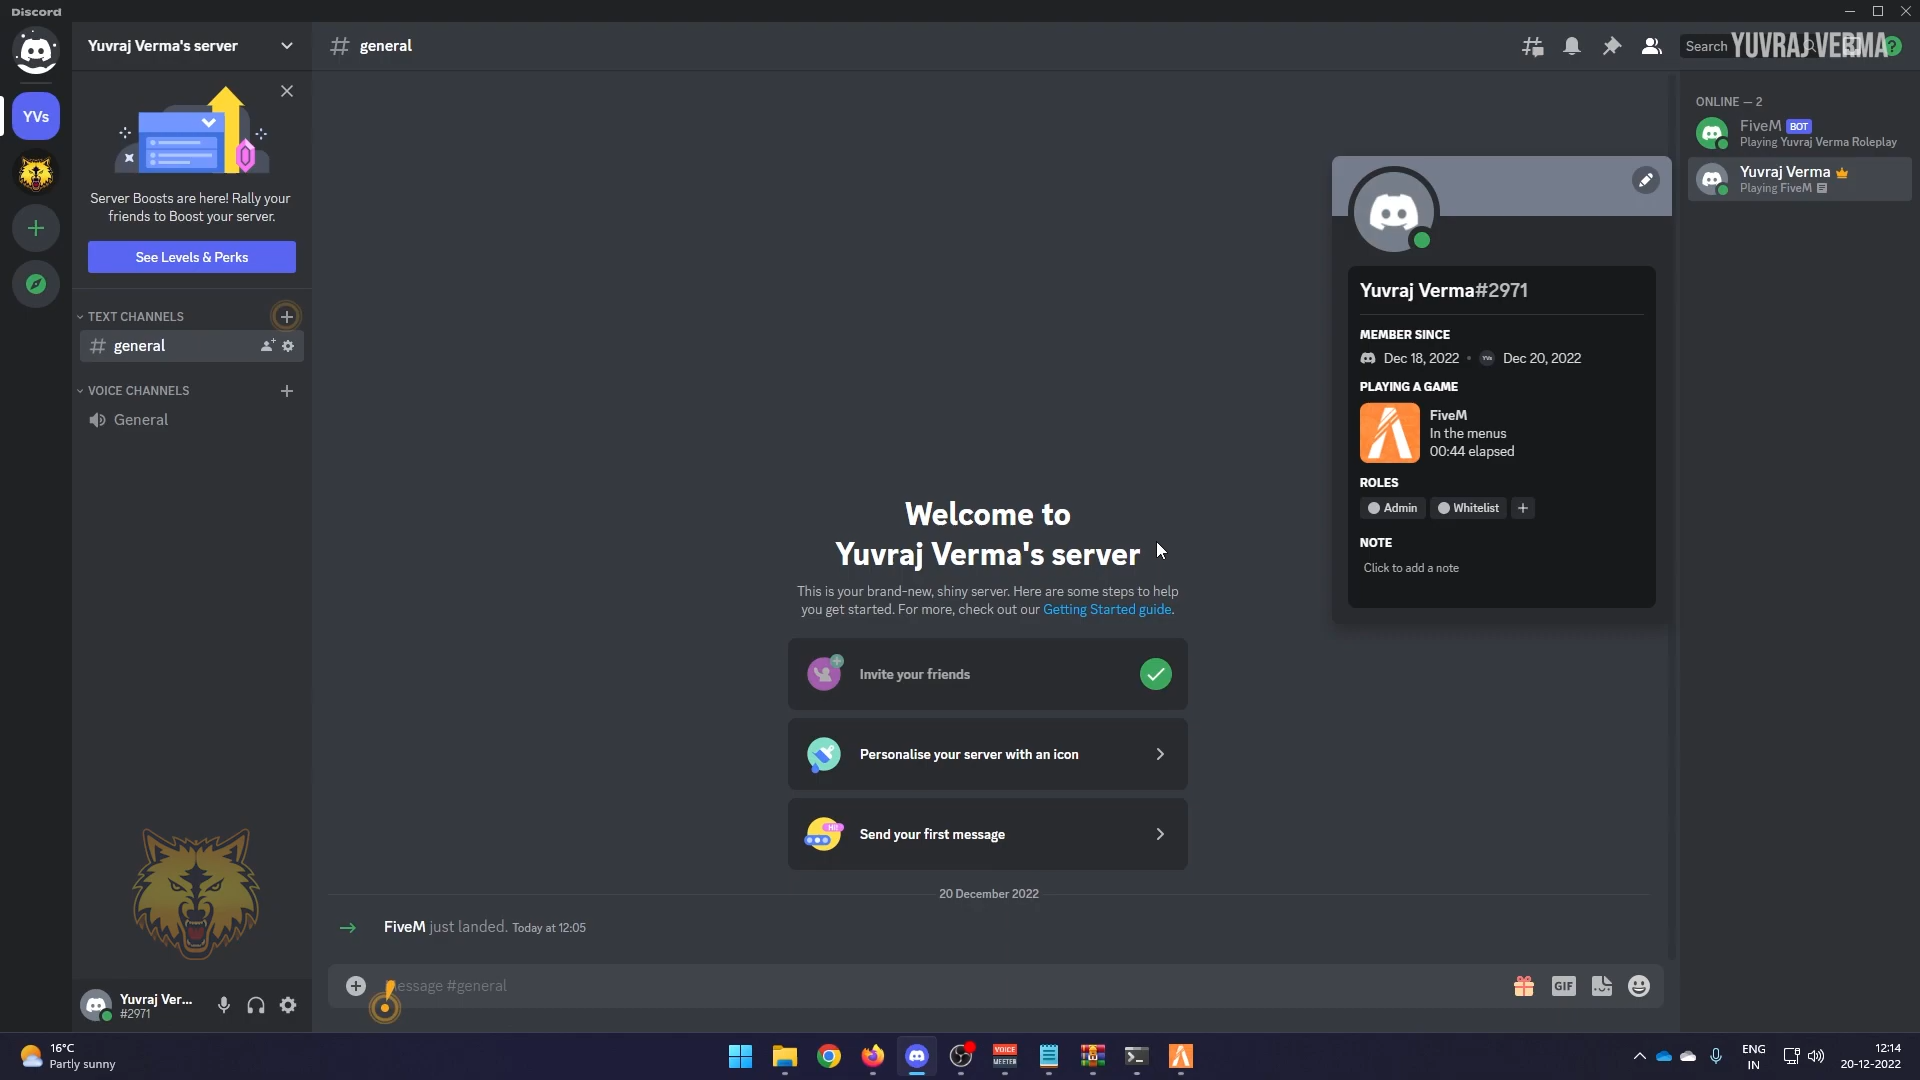 Discord
Yuvraj Verma's server
general
Search
YUVRAJ VERMA
?
YVs
Server Boosts are here! Rally your
friends to Boost your server.
See Levels & Perks
TEXT CHANNELS
general
VOICE CHANNELS
General
Welcome to
Yuvraj Verma's server
This is your brand-new, shiny server. Here are some steps to help
you get started. For more, check out our Getting Started guide.
Invite your friends
Personalise your server with an icon
Hi!
Send your first message
20 December 2022
FiveM just landed. Today at 12:05
essage #general
GIF
Yuvraj Verma#2971
MEMBER SINCE
Dec 18, 2022 • YVs Dec 20, 2022
PLAYING A GAME
FiveM
In the menus
00:44 elapsed
ROLES
Admin Whitelist +
NOTE
Click to add a note
ONLINE — 2
FiveM BOT
Playing Yuvraj Verma Roleplay
Yuvraj Verma
Playing FiveM
Yuvraj Ver...
#2971
16°C
Partly sunny
VOICE
MEETER
ENG
IN
12:14
20-12-2022